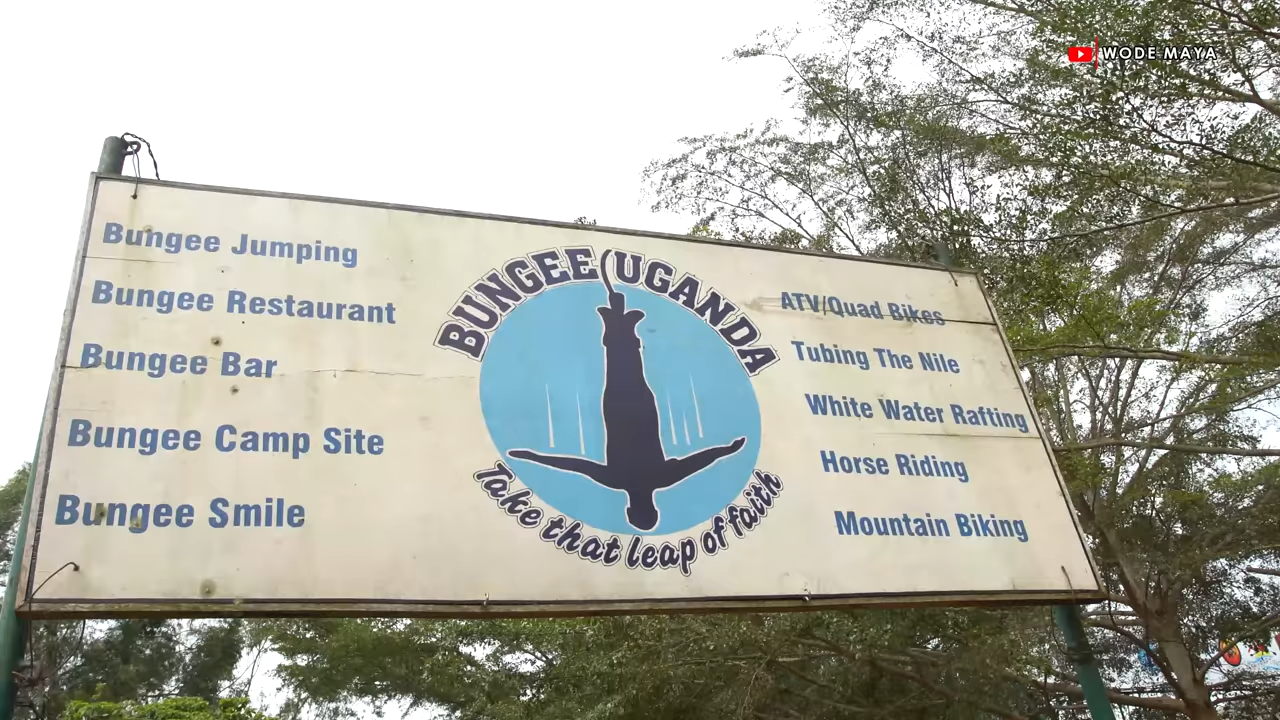 WODE MAYA
Bungee Jumping
Bungee Restaurant
Bungee Bar
Bungee Camp Site
Bungee Smile
BUNGEE UGANDA
Take that leap of faith
ATV/Quad Bikes
Tubing The Nile
White Water Rafting
Horse Riding
Mountain Biking